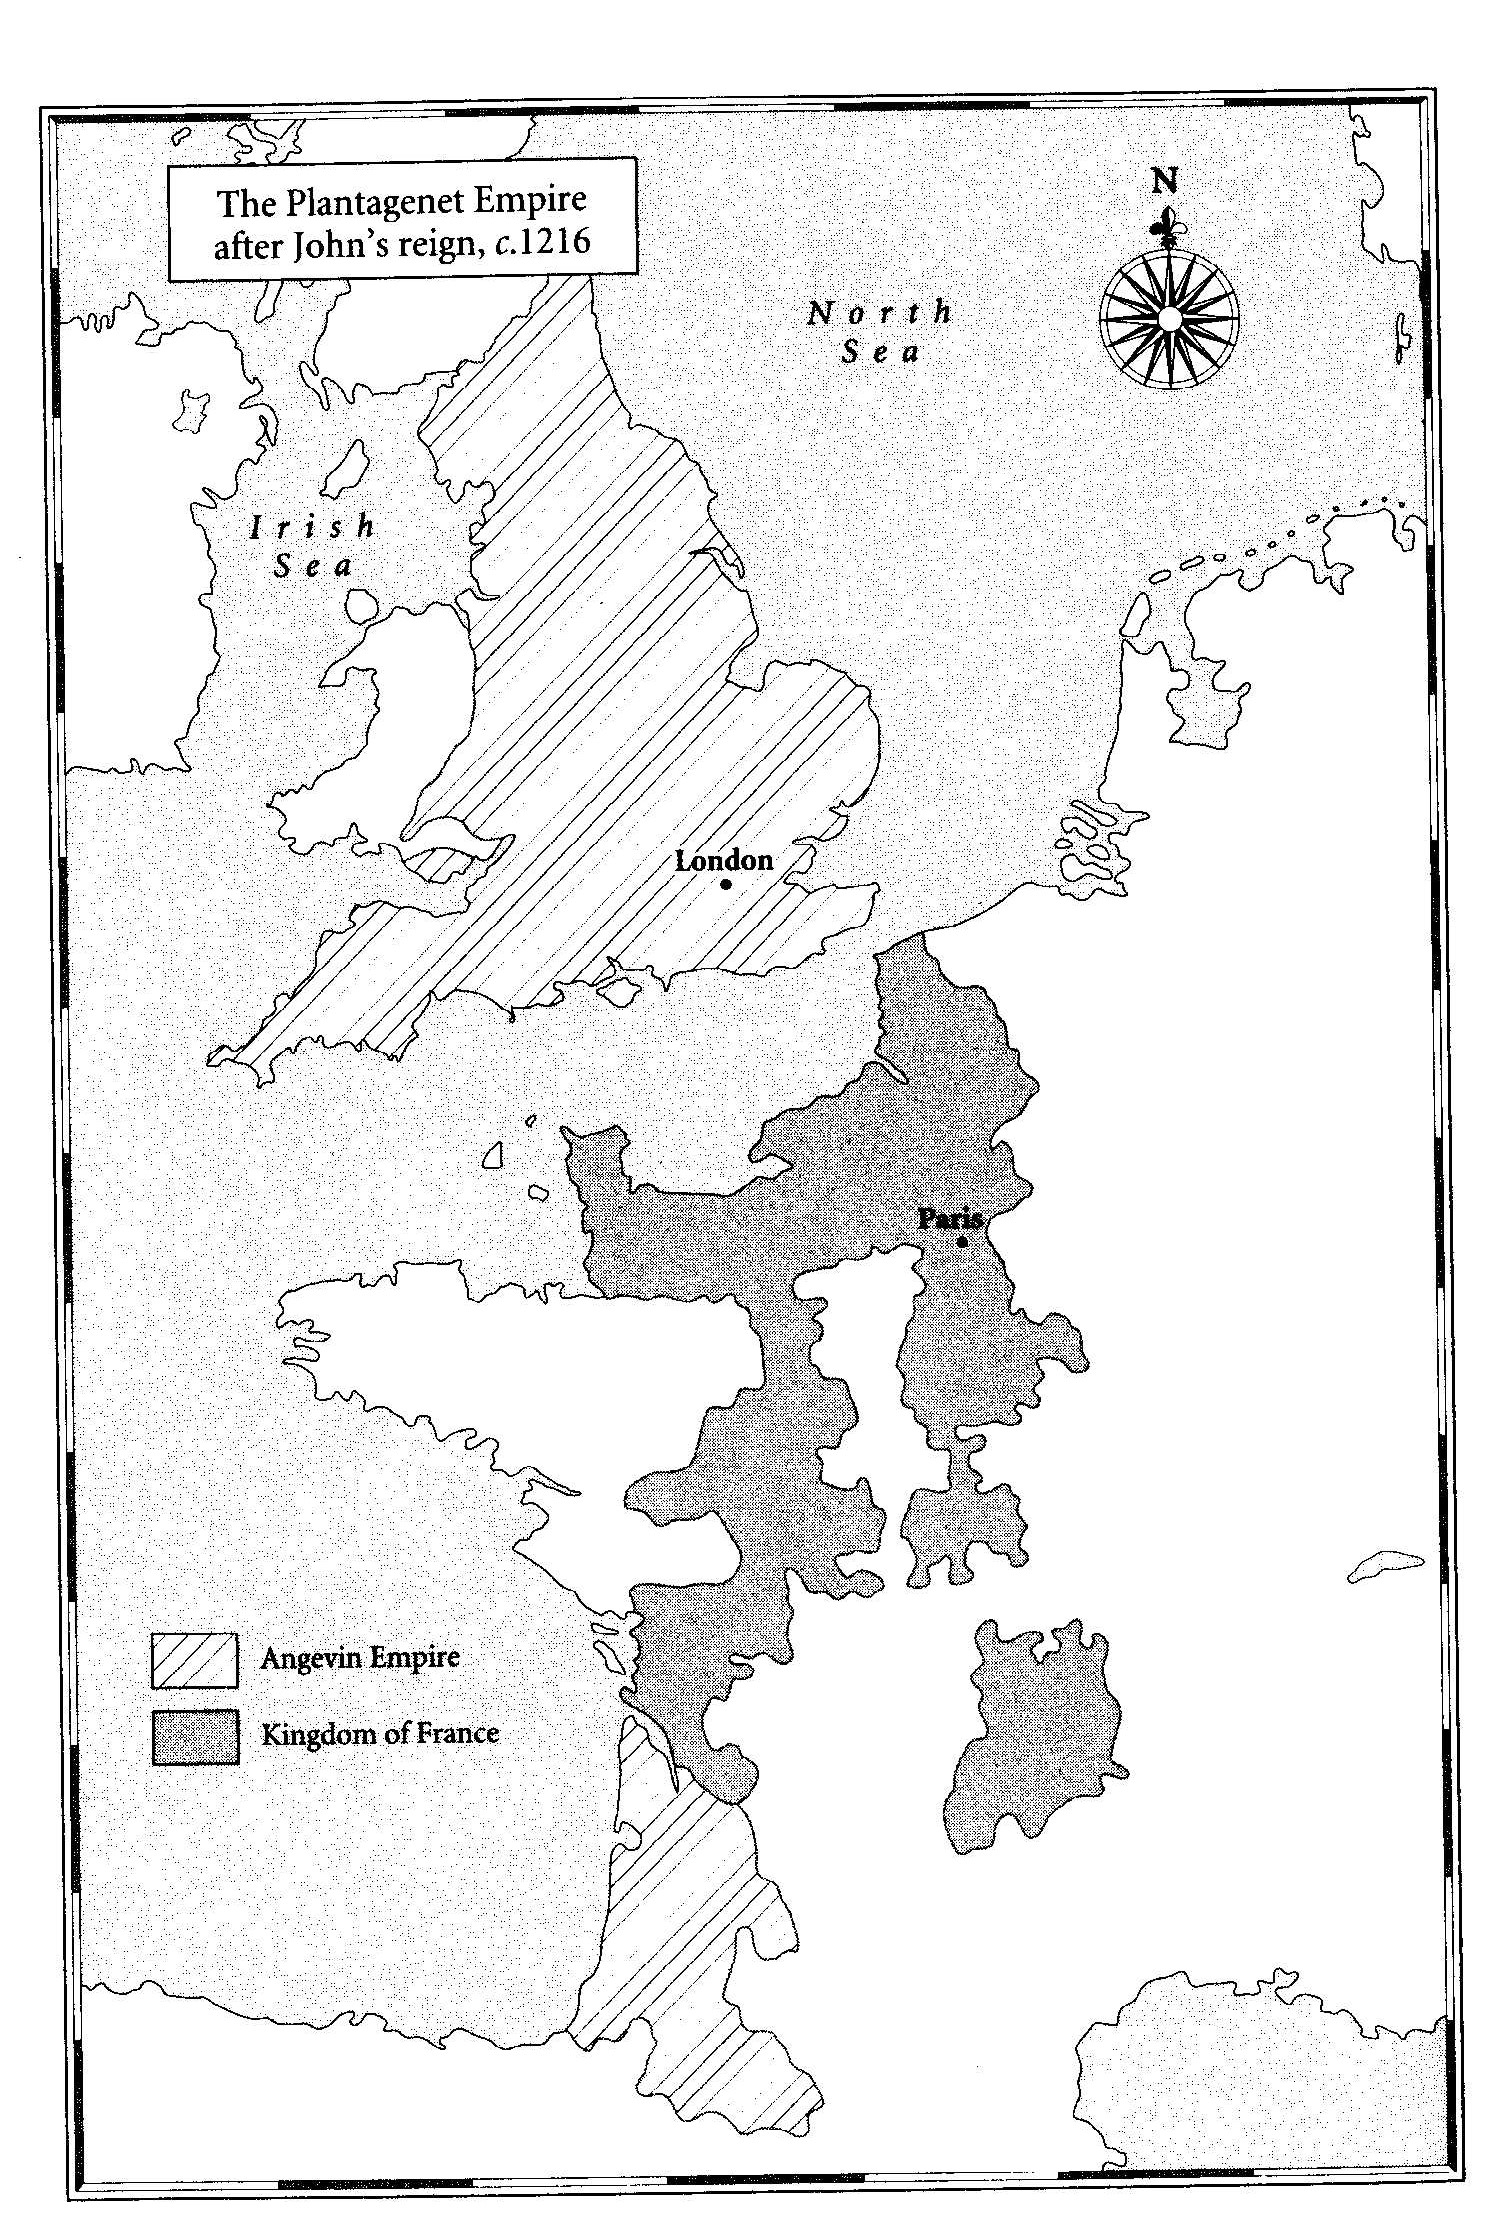 The Plantagenet Empire
after John's reign, c.1216
N
North
Sea
Irish
Sea
London
Paris
Angevin Empire
Kingdom of France